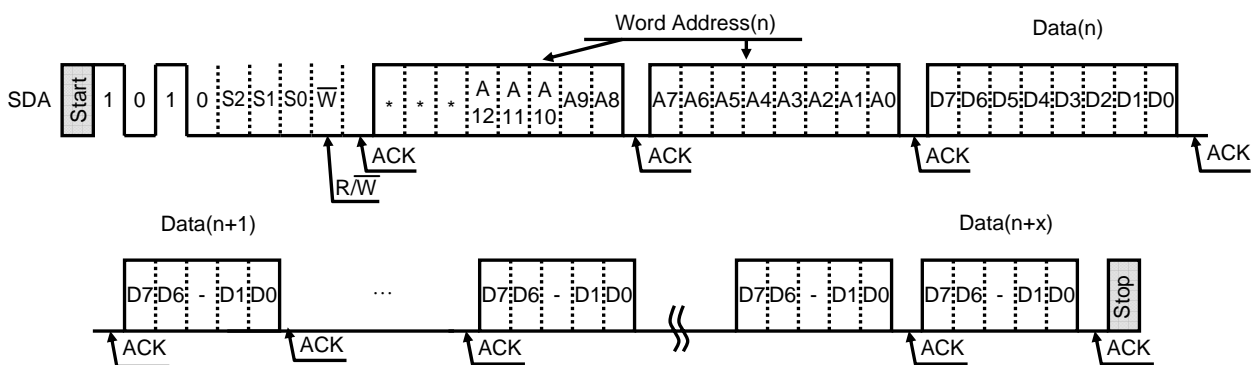 Word Address(n) Data(n)
SDA Start 1 0 1 0 S2 S1 S0 W̅ * * * A12 A11 A10 A9 A8 A7 A6 A5 A4 A3 A2 A1 A0 D7 D6 D5 D4 D3 D2 D1 D0
ACK ACK ACK ACK
R/W̅
Data(n+1) Data(n+x)
D7 D6 - D1 D0 ... D7 D6 - D1 D0 D7 D6 - D1 D0 D7 D6 - D1 D0 Stop
ACK ACK ACK ACK ACK